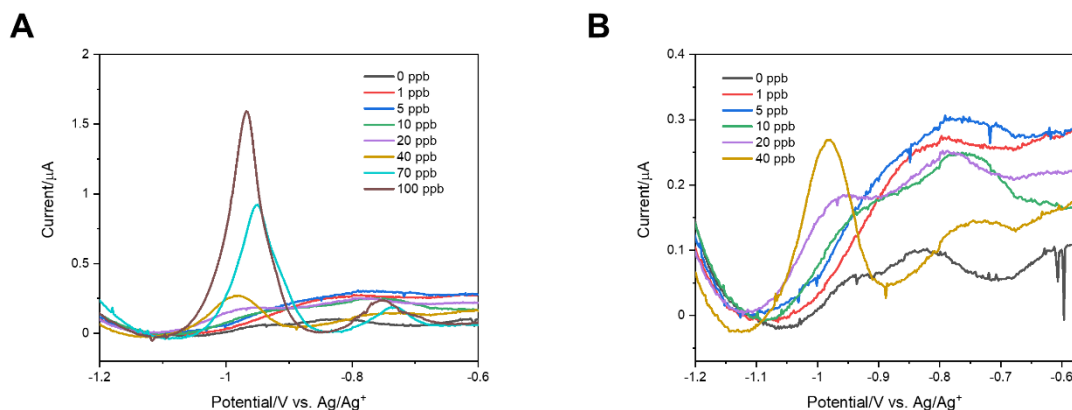 A
Current/μA
2
1.5
1
0.5
0
-1.2
-1
-0.8
-0.6
Potential/V vs. Ag/Ag⁺
0 ppb
1 ppb
5 ppb
10 ppb
20 ppb
40 ppb
70 ppb
100 ppb
B
Current/μA
0.4
0.3
0.2
0.1
0
-1.2
-1.1
-1
-0.9
-0.8
-0.7
-0.6
Potential/V vs. Ag/Ag⁺
0 ppb
1 ppb
5 ppb
10 ppb
20 ppb
40 ppb